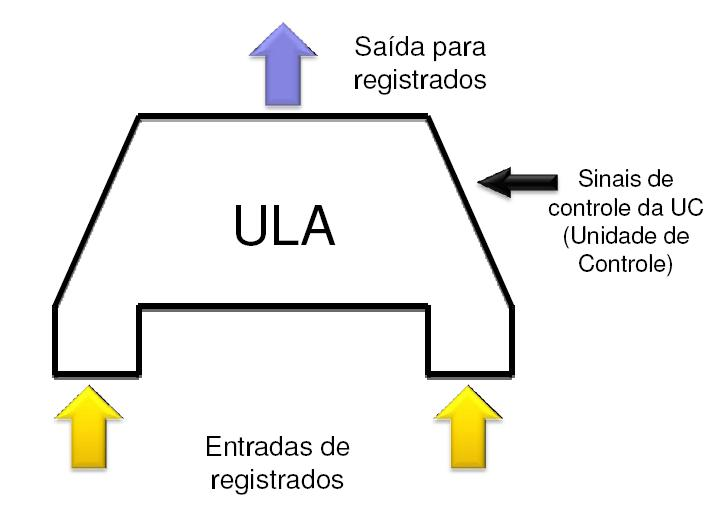 Saída para
registrados
ULA
Sinais de
controle da UC
(Unidade de
Controle)
Entradas de
registrados